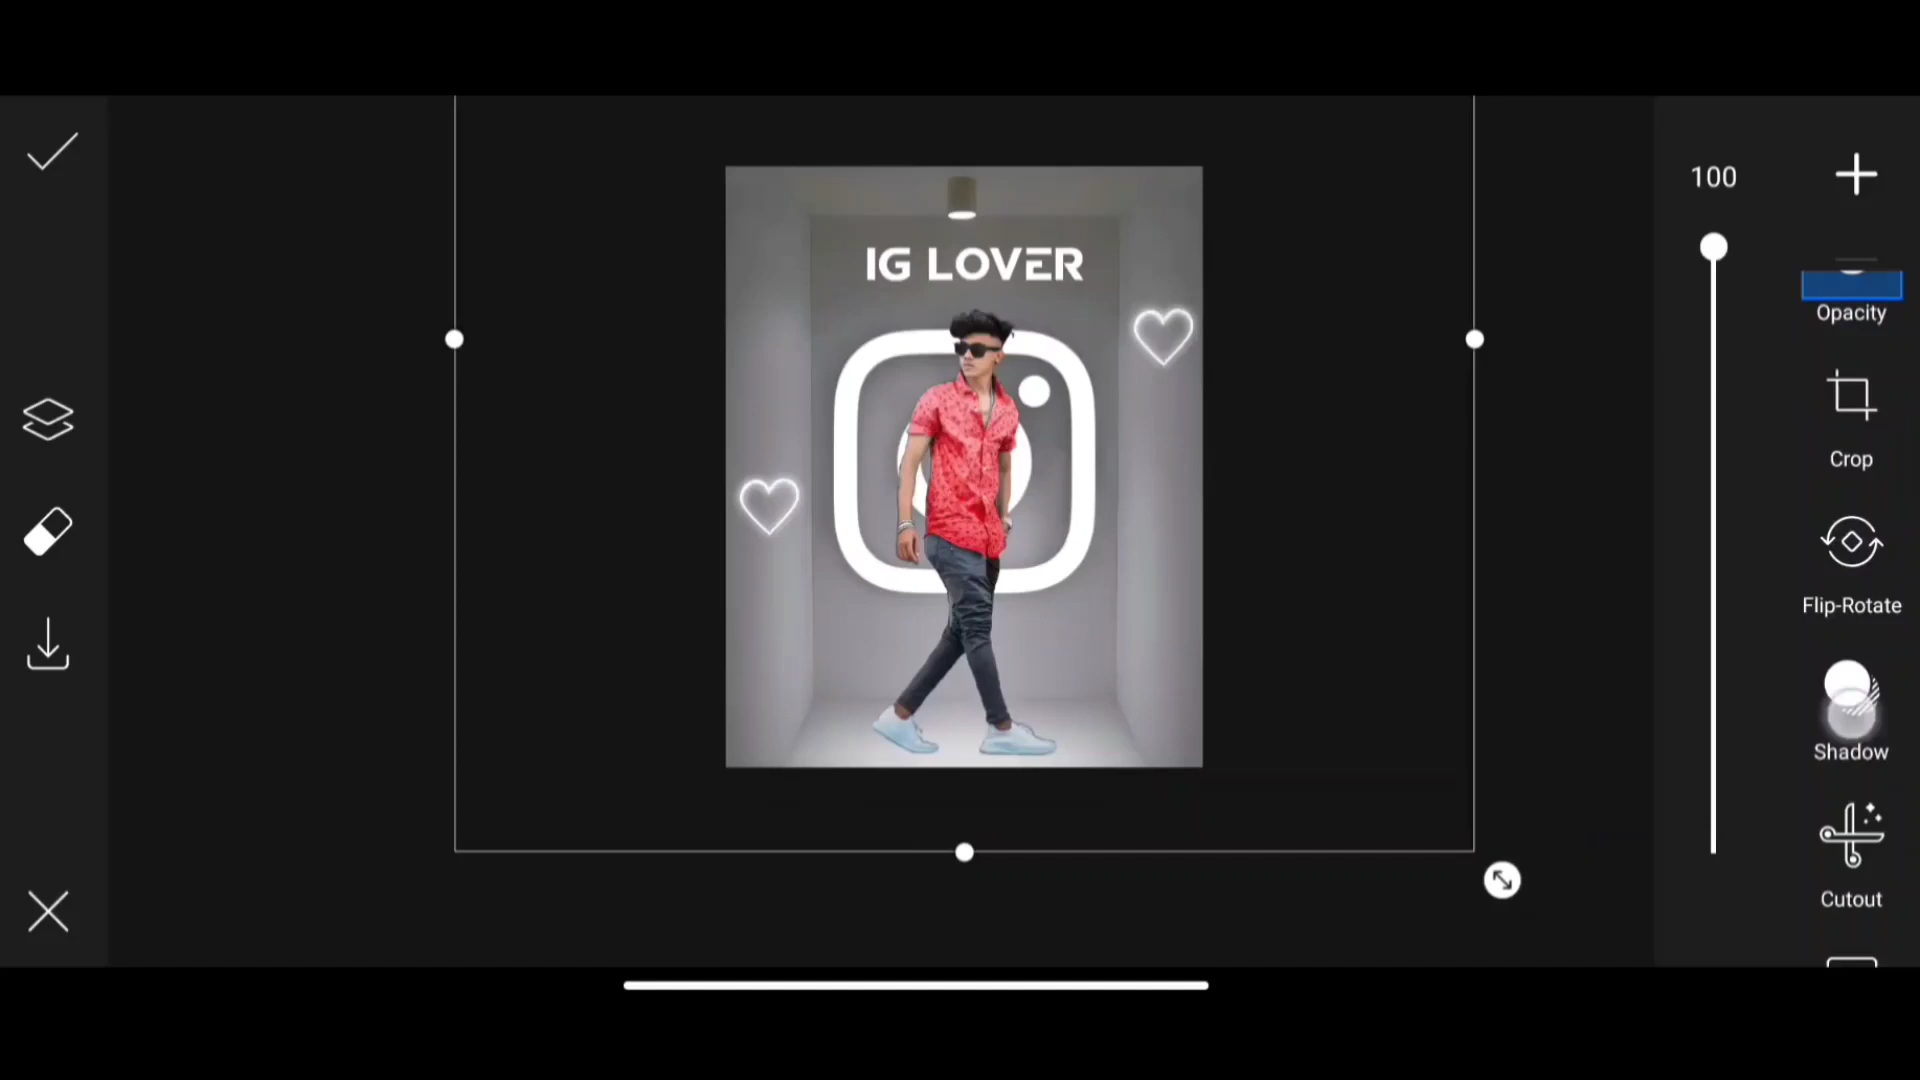 100
IG LOVER
Opacity
Crop
Flip-Rotate
Shadow
Cutout